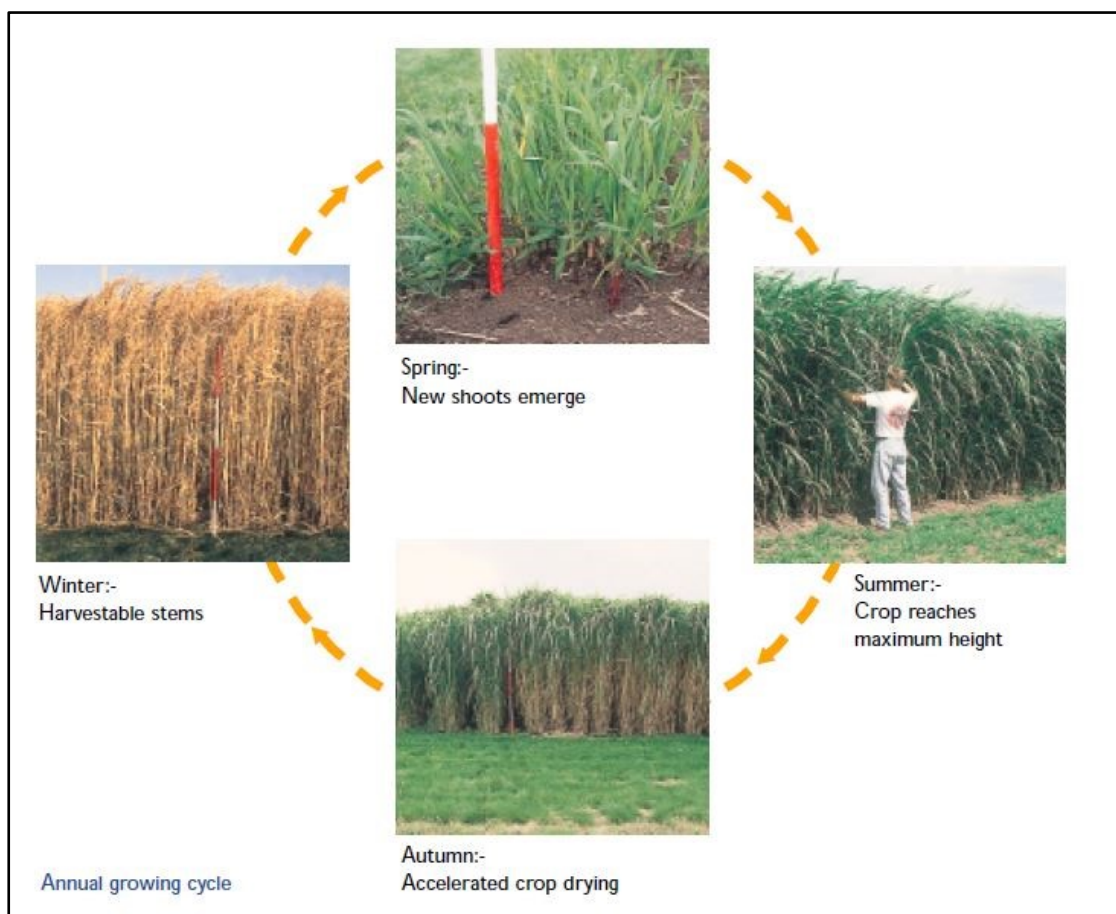 Spring:-
New shoots emerge
Summer:-
Crop reaches
maximum height
Autumn:-
Accelerated crop drying
Winter:-
Harvestable stems
Annual growing cycle